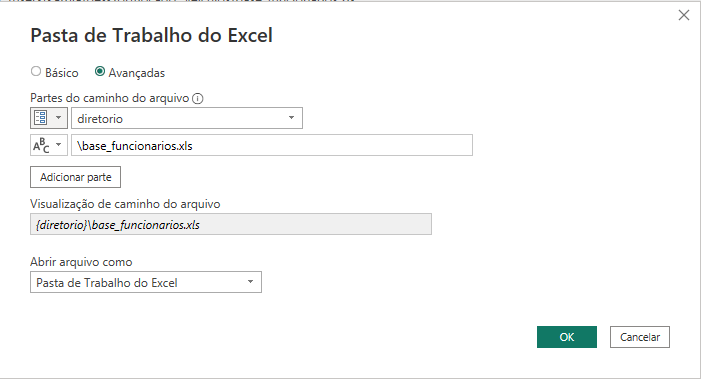 Pasta de Trabalho do Excel
Básico Avançadas
Partes do caminho do arquivo
diretorio
ABC \base_funcionarios.xls
Adicionar parte
Visualização de caminho do arquivo
{diretorio}\base_funcionarios.xls
Abrir arquivo como
Pasta de Trabalho do Excel
OK Cancelar